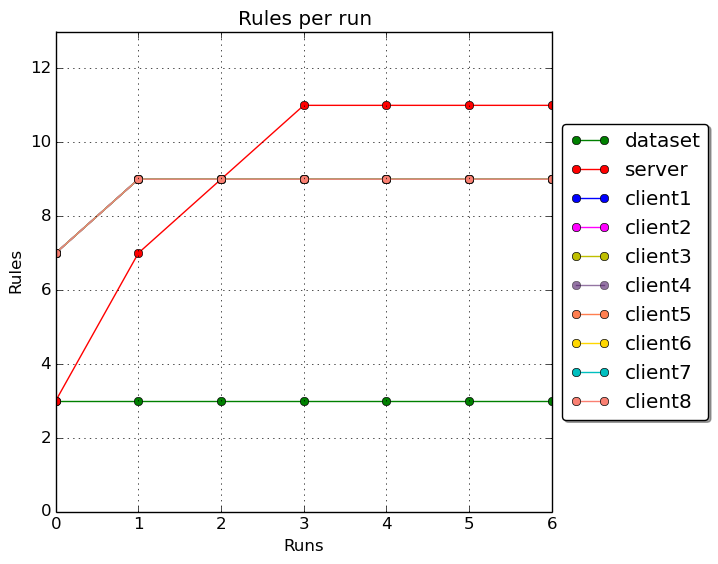 Rules per run
12
10
8
6
4
2
0
Rules
0 1 2 3 4 5 6
Runs
dataset
server
client1
client2
client3
client4
client5
client6
client7
client8